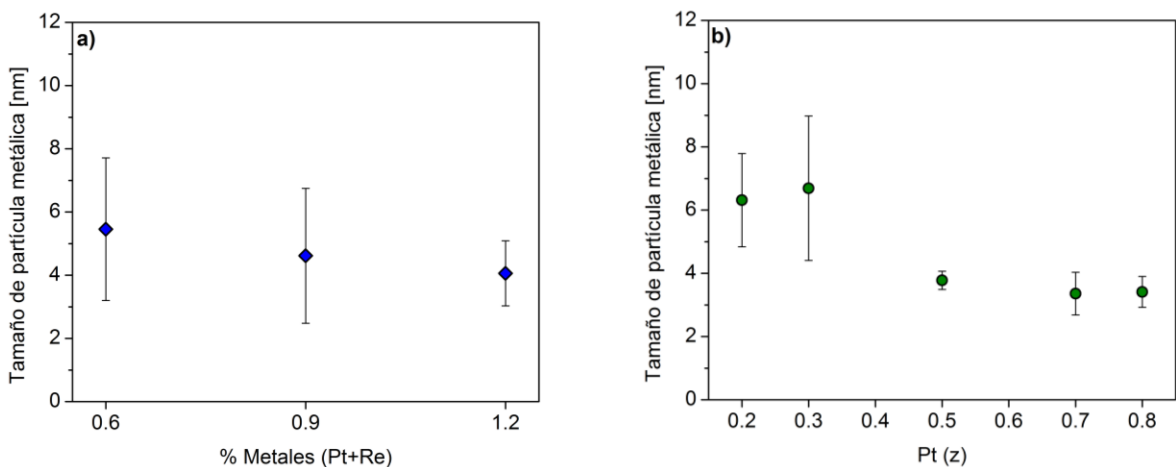 a)
Tamaño de partícula metálica [nm]
12
10
8
6
4
2
0
0.6 0.9 1.2
% Metales (Pt+Re)
b)
Tamaño de partícula metálica [nm]
12
10
8
6
4
2
0
0.2 0.3 0.4 0.5 0.6 0.7 0.8
Pt (z)